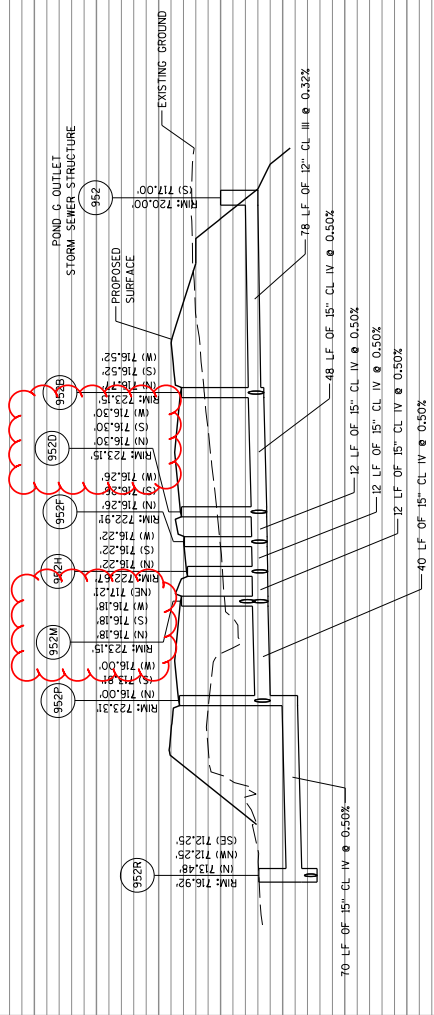 POND G OUTLET
STORM SEWER STRUCTURE
EXISTING GROUND
PROPOSED
SURFACE
952
RIM: 720.00'
(S) 717.00'
952B
RIM: 723.15'
(N) 716.77'
(S) 716.52'
(W) 716.52'
952D
RIM: 723.15'
(N) 716.30'
(S) 716.30'
(W) 716.30'
952F
RIM: 722.91'
(N) 716.26'
(S) 716.26'
(W) 716.26'
952H
RIM: 722.67'
(N) 716.22'
(S) 716.22'
(W) 716.22'
952M
RIM: 723.15'
(N) 716.18'
(S) 716.18'
(W) 716.18'
(NE) 717.21'
952P
RIM: 723.31'
(N) 716.00'
(S) 713.81'
(W) 716.00'
952R
RIM: 716.92'
(N) 713.48'
(NW) 712.25'
(SE) 712.25'
78 LF OF 12" CL III @ 0.32%
48 LF OF 15" CL IV @ 0.50%
12 LF OF 15" CL IV @ 0.50%
12 LF OF 15" CL IV @ 0.50%
12 LF OF 15" CL IV @ 0.50%
40 LF OF 15" CL IV @ 0.50%
70 LF OF 15" CL IV @ 0.50%